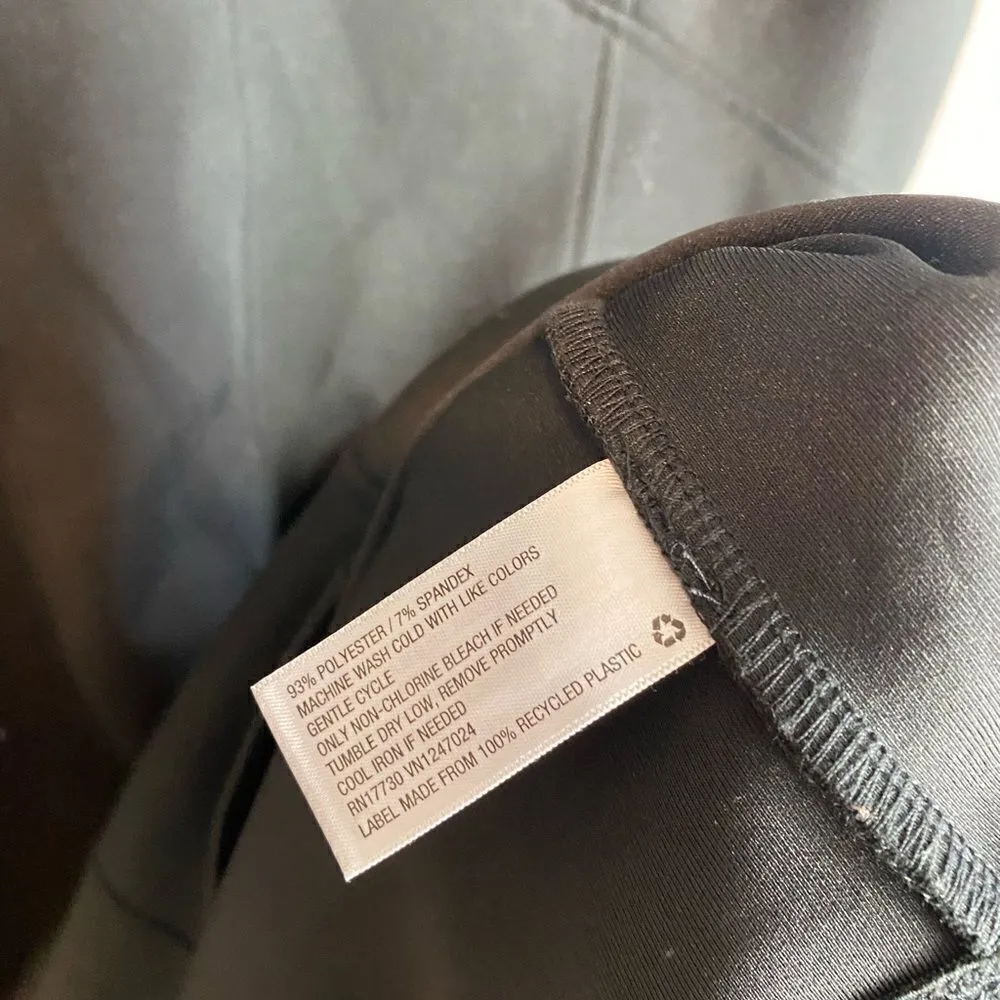 93% POLYESTER / 7% SPANDEX
MACHINE WASH COLD WITH LIKE COLORS
GENTLE CYCLE
ONLY NON-CHLORINE BLEACH IF NEEDED
TUMBLE DRY LOW, REMOVE PROMPTLY
COOL IRON IF NEEDED
RN17730 VN1247024
LABEL MADE FROM 100% RECYCLED PLASTIC